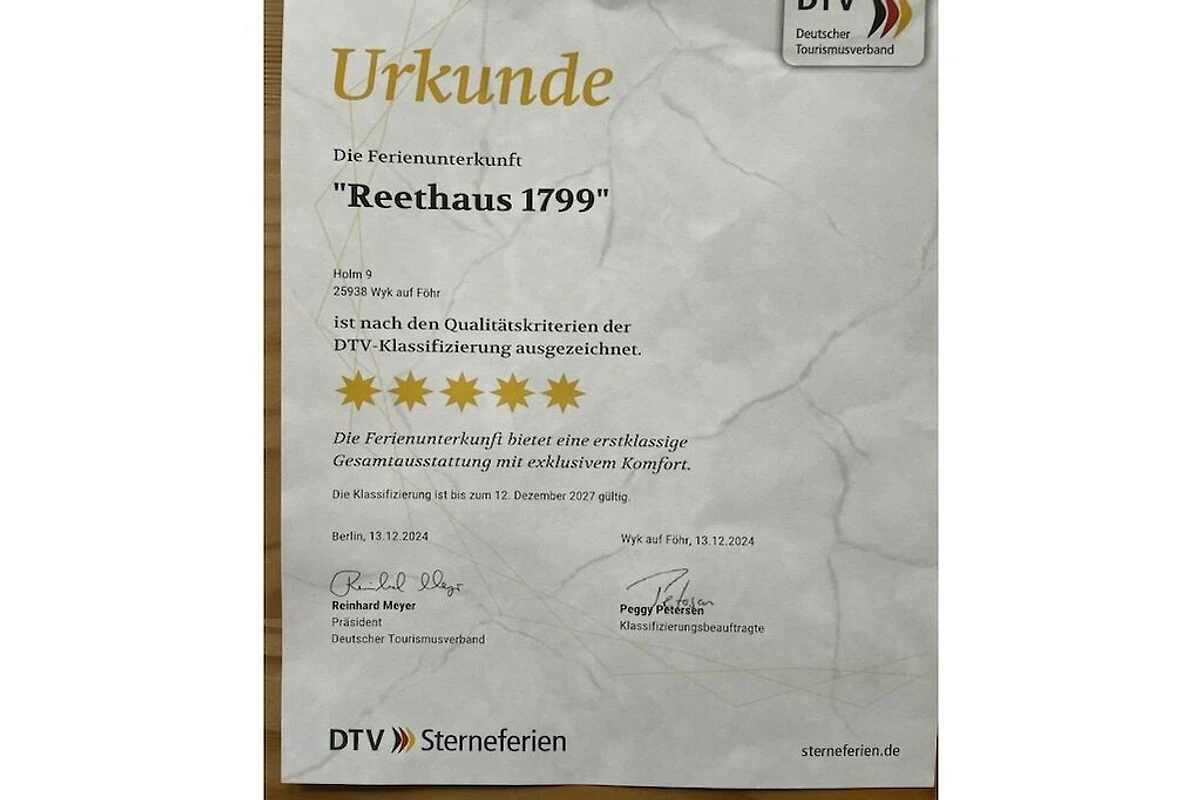 DTV
Deutscher
Tourismusverband
Urkunde
Die Ferienunterkunft
"Reethaus 1799"
Holm 9
25938 Wyk auf Föhr
ist nach den Qualitätskriterien der
DTV-Klassifizierung ausgezeichnet.
Die Ferienunterkunft bietet eine erstklassige
Gesamtausstattung mit exklusivem Komfort.
Die Klassifizierung ist bis zum 12. Dezember 2027 gültig.
Berlin, 13.12.2024
Reinhard Meyer
Reinhard Meyer
Präsident
Deutscher Tourismusverband
Wyk auf Föhr, 13.12.2024
Petersen
Peggy Petersen
Klassifizierungsbeauftragte
DTV Sterneferien
sterneferien.de